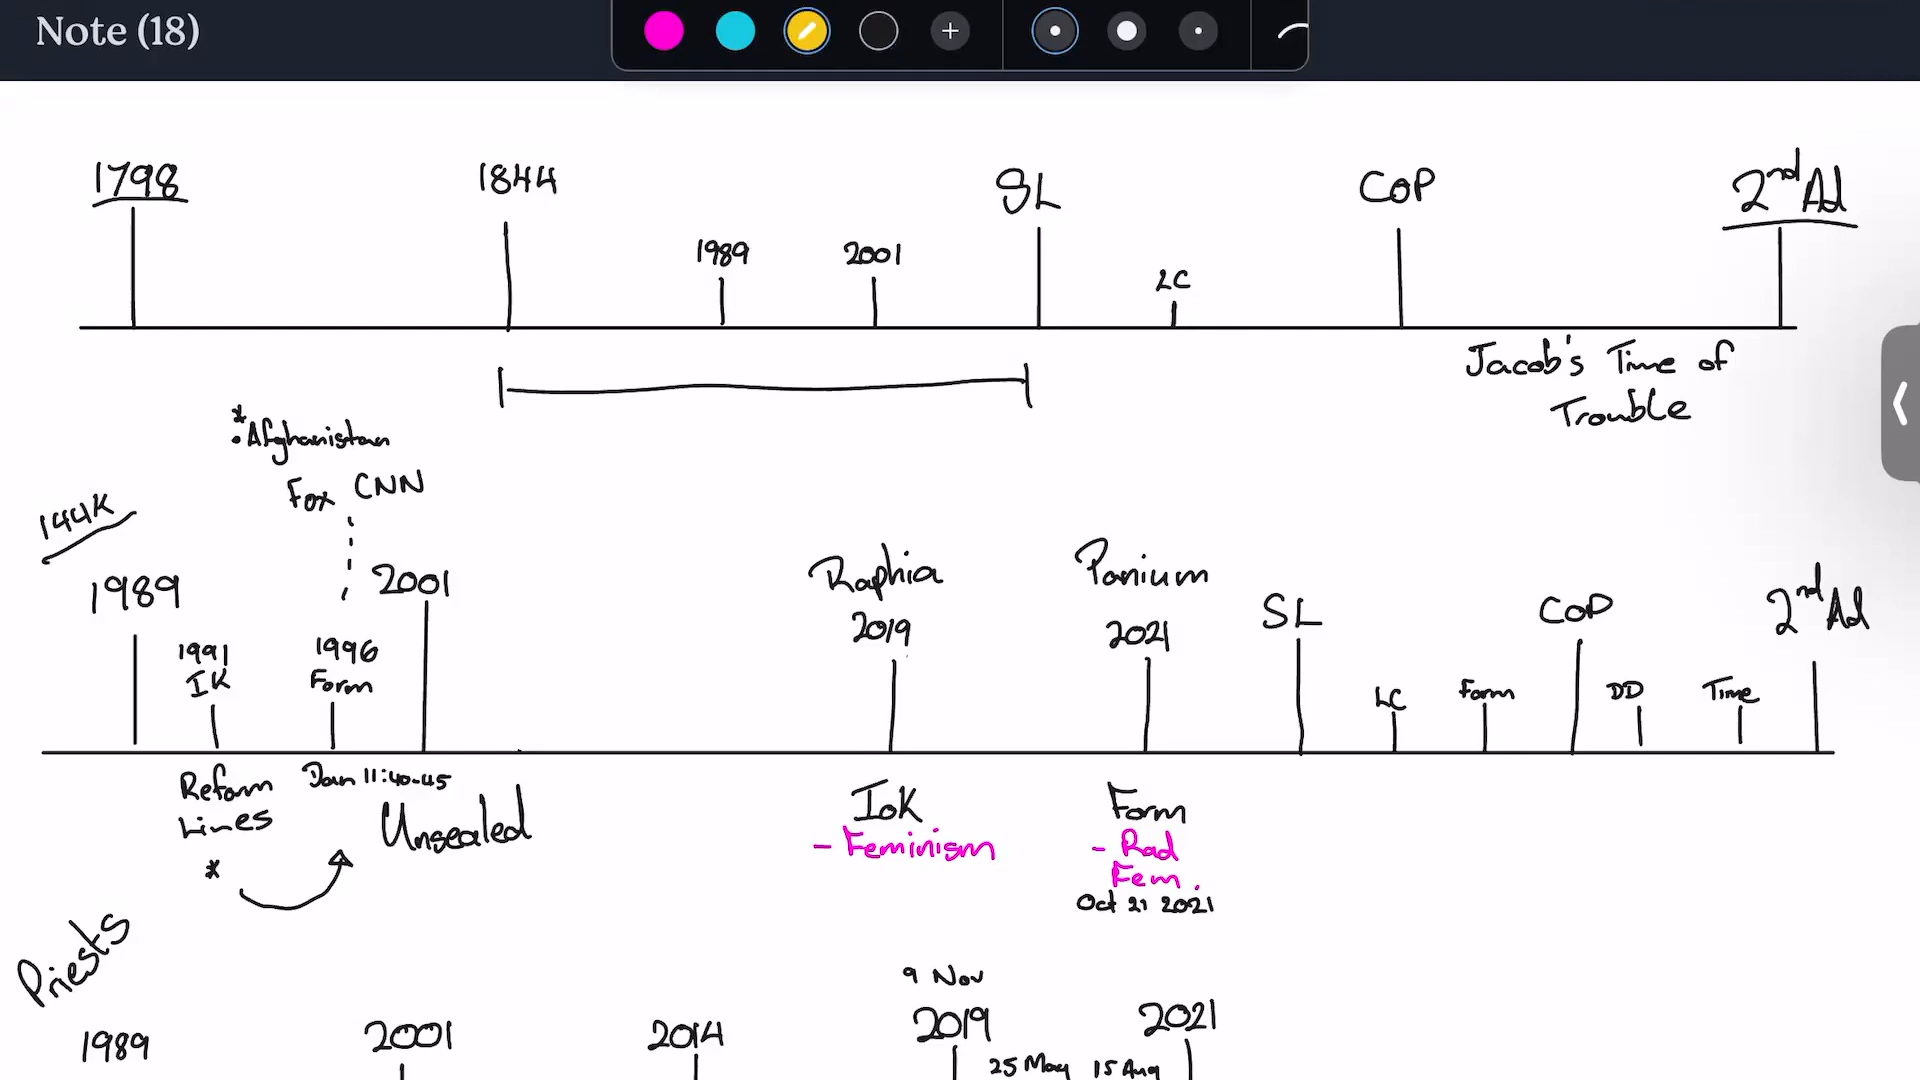 Note (18)
1798 1844 SL COP 2nd Ad
1989 2001 LC
Jacob's Time of
Trouble
* •Afghanistan
Fox CNN
144K
1989 1991 IK 1996 Form 2001
Raphia 2019
Panium 2021
SL LC Form COP DD Time 2nd Ad
Reform
Lines
*
Dan 11:40-45
Unsealed
IoK
- Feminism
Form
- Rad
Fem.
Oct 21 2021
Priests
9 Nov
1989 2001 2014 2019 2021
25 May 15 Aug